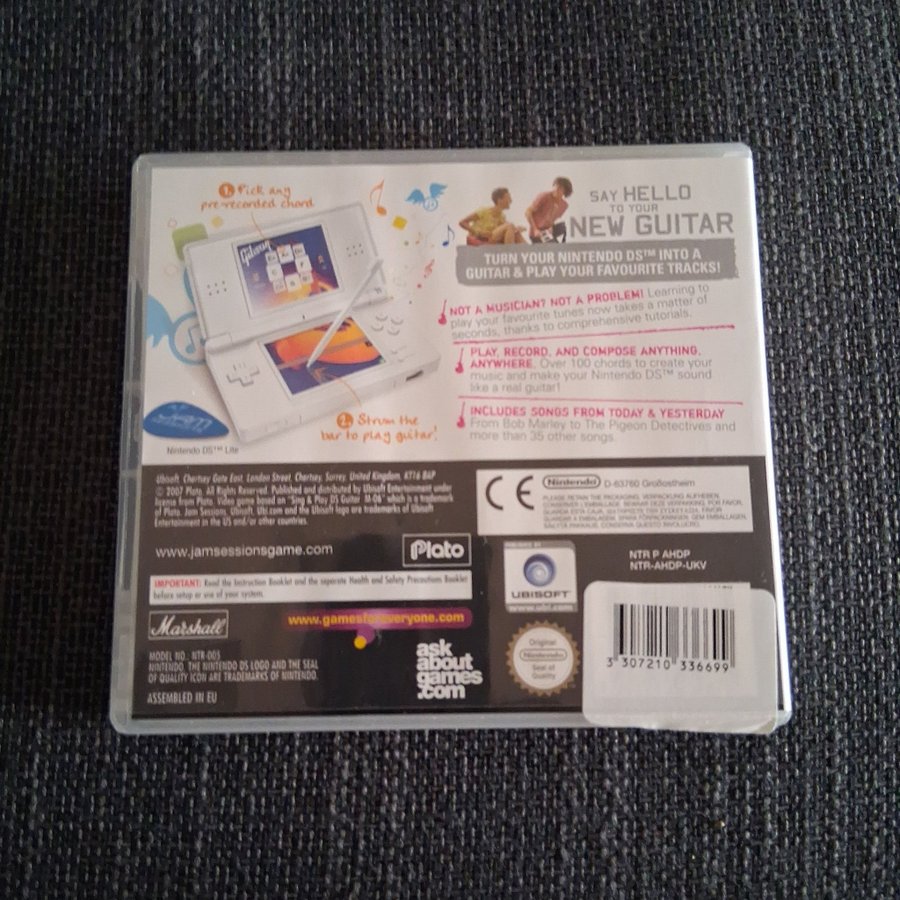 1. Pick any
pre-recorded chord
Gibson
2. Strum the
bar to play guitar!
Jam
Nintendo DS™ Lite
SAY HELLO
TO YOUR
NEW GUITAR
TURN YOUR NINTENDO DS™ INTO A
GUITAR & PLAY YOUR FAVOURITE TRACKS!
NOT A MUSICIAN? NOT A PROBLEM! Learning to
play your favourite tunes now takes a matter of
seconds, thanks to comprehensive tutorials.
PLAY, RECORD, AND COMPOSE ANYTHING,
ANYWHERE. Over 100 chords to create your
music and make your Nintendo DS™ sound
like a real guitar!
INCLUDES SONGS FROM TODAY & YESTERDAY
From Bob Marley to The Pigeon Detectives and
more than 35 other songs.
Ubisoft, Chertsey Gate East, London Street, Chertsey, Surrey, United Kingdom, KT16 8AP
© 2007 Plato. All Rights Reserved. Published and distributed by Ubisoft Entertainment under
license from Plato. Video game based on "Sing & Play DS Guitar M-06" which is a trademark
of Plato. Jam Sessions, Ubisoft, Ubi.com and the Ubisoft logo are trademarks of Ubisoft
Entertainment in the US and/or other countries.
CE
Nintendo D-63760 Großostheim
PLEASE RETAIN THE PACKAGING. VERPACKUNG AUFHEBEN.
www.jamsessionsgame.com
Plato
IMPORTANT: Read the Instruction Booklet and the separate Health and Safety Precautions Booklet
before setup or use of your system.
UBISOFT
www.ubi.com
NTR P AHDP
NTR-AHDP-UKV
Marshall
www.gamesforeveryone.com
ask
about
games
.com
Original
Nintendo
Seal of
Quality
MODEL NO. NTR-005
NINTENDO, THE NINTENDO DS LOGO AND THE SEAL
OF QUALITY ICON ARE TRADEMARKS OF NINTENDO.
ASSEMBLED IN EU
3 307210 336699